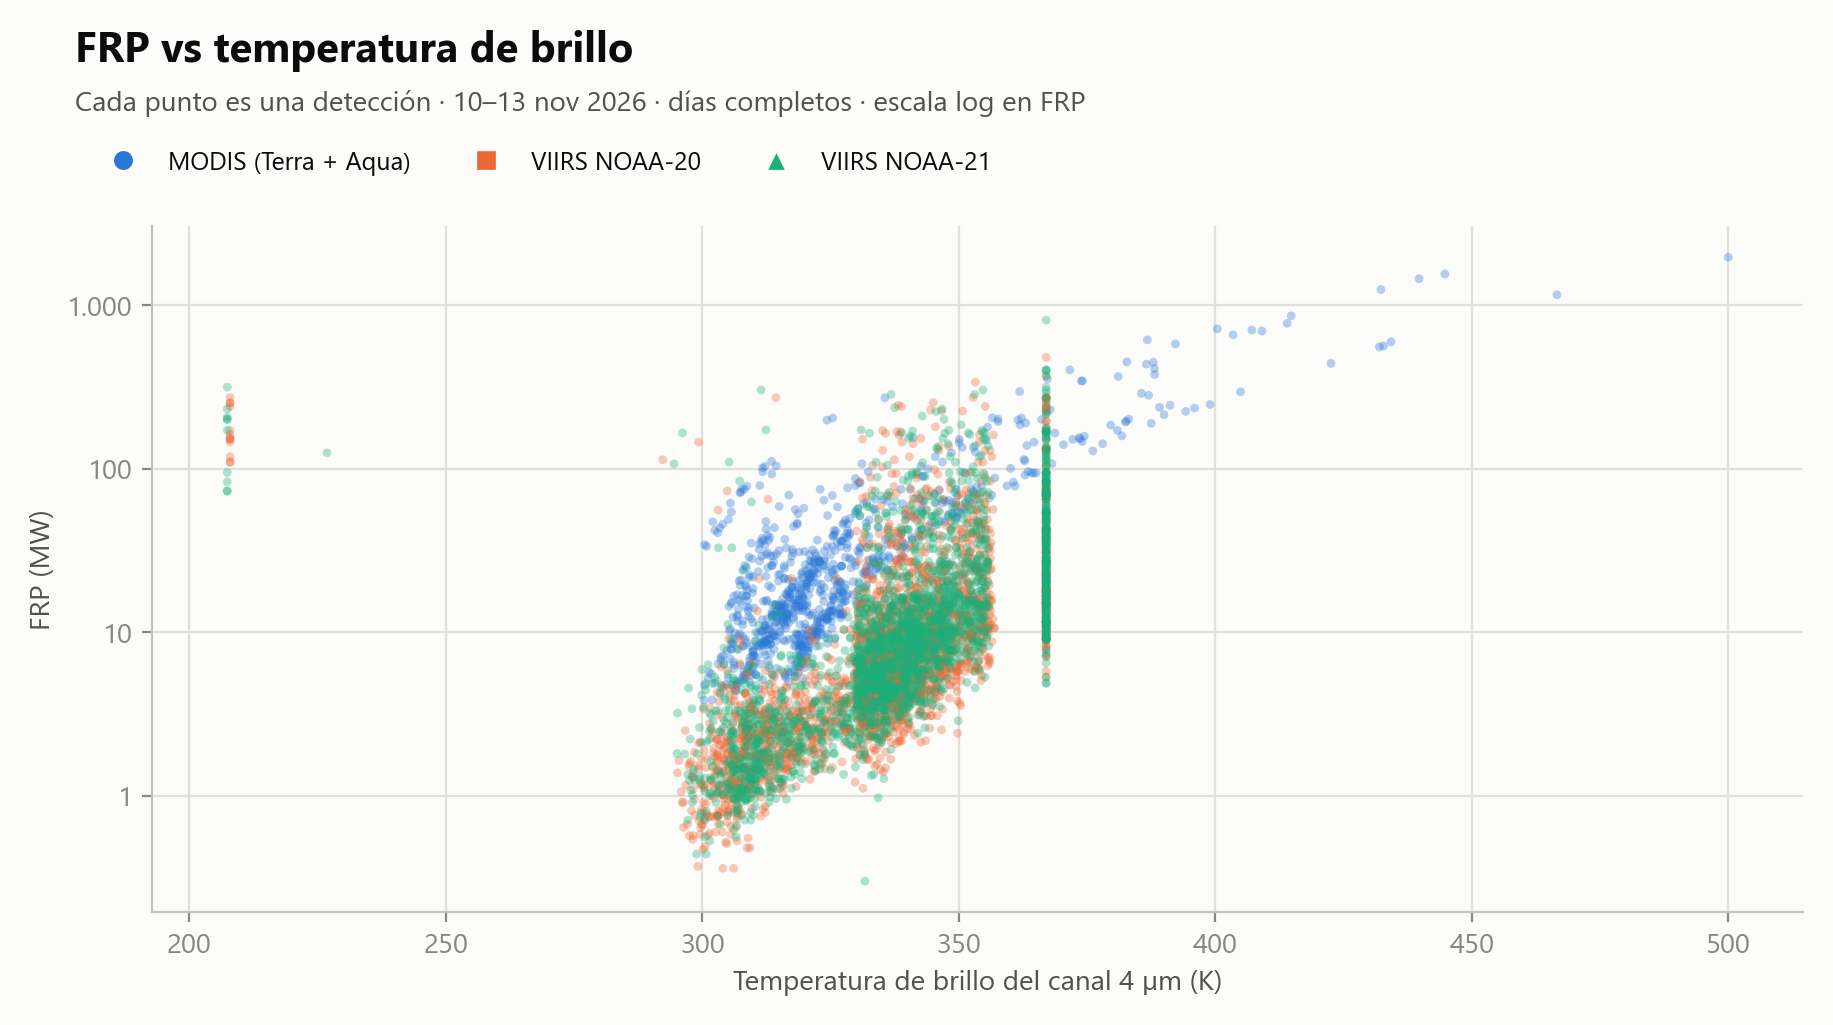 FRP vs temperatura de brillo
Cada punto es una detección · 10–13 nov 2026 · días completos · escala log en FRP
MODIS (Terra + Aqua) VIIRS NOAA-20 VIIRS NOAA-21
1.000
100
10
1
FRP (MW)
200 250 300 350 400 450 500
Temperatura de brillo del canal 4 µm (K)